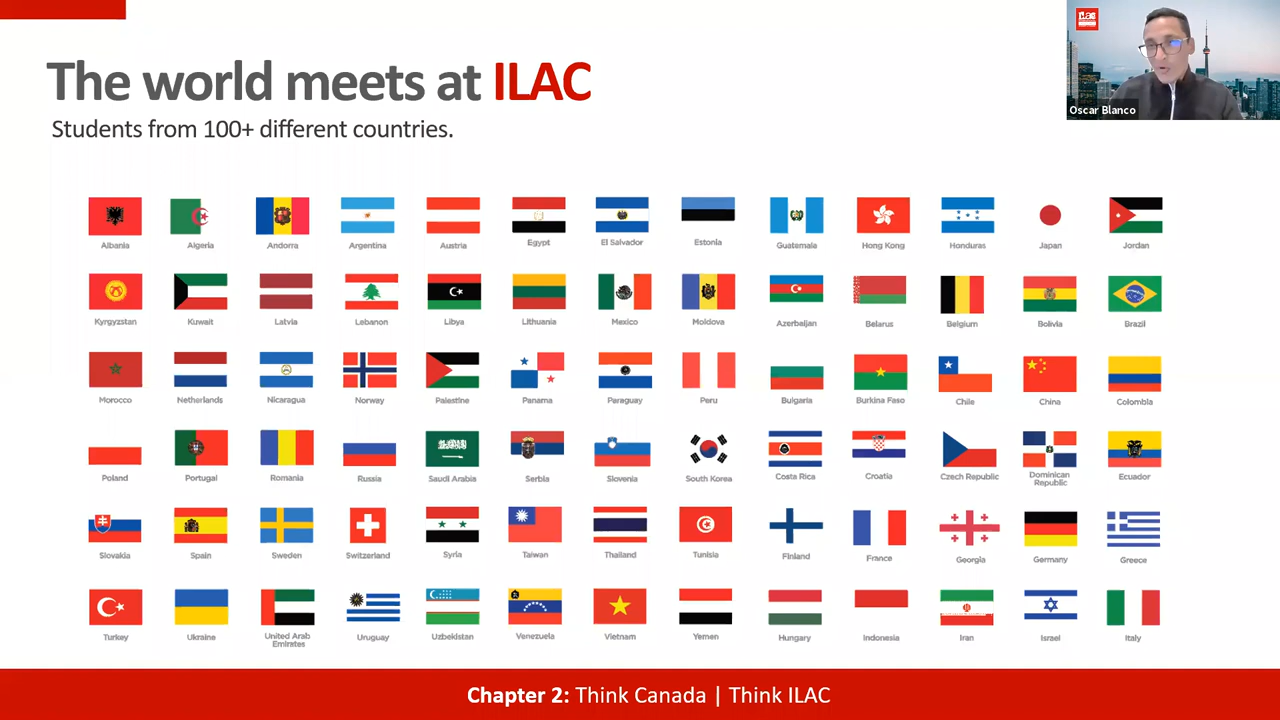 The world meets at ILAC
Students from 100+ different countries.
ilac
Oscar Blanco
Albania
Algeria
Andorra
Argentina
Austria
Egypt
El Salvador
Estonia
Guatemala
Hong Kong
Honduras
Japan
Jordan
Kyrgyzstan
Kuwait
Latvia
Lebanon
Libya
Lithuania
Mexico
Moldova
Azerbaijan
Belarus
Belgium
Bolivia
Brazil
Morocco
Netherlands
Nicaragua
Norway
Palestine
Panama
Paraguay
Peru
Bulgaria
Burkina Faso
Chile
China
Colombia
Poland
Portugal
Romania
Russia
Saudi Arabia
Serbia
Slovenia
South Korea
Costa Rica
Croatia
Czech Republic
Dominican
Republic
Ecuador
Slovakia
Spain
Sweden
Switzerland
Syria
Taiwan
Thailand
Tunisia
Finland
France
Georgia
Germany
Greece
Turkey
Ukraine
United Arab
Emirates
Uruguay
Uzbekistan
Venezuela
Vietnam
Yemen
Hungary
Indonesia
Iran
Israel
Italy
Chapter 2: Think Canada | Think ILAC